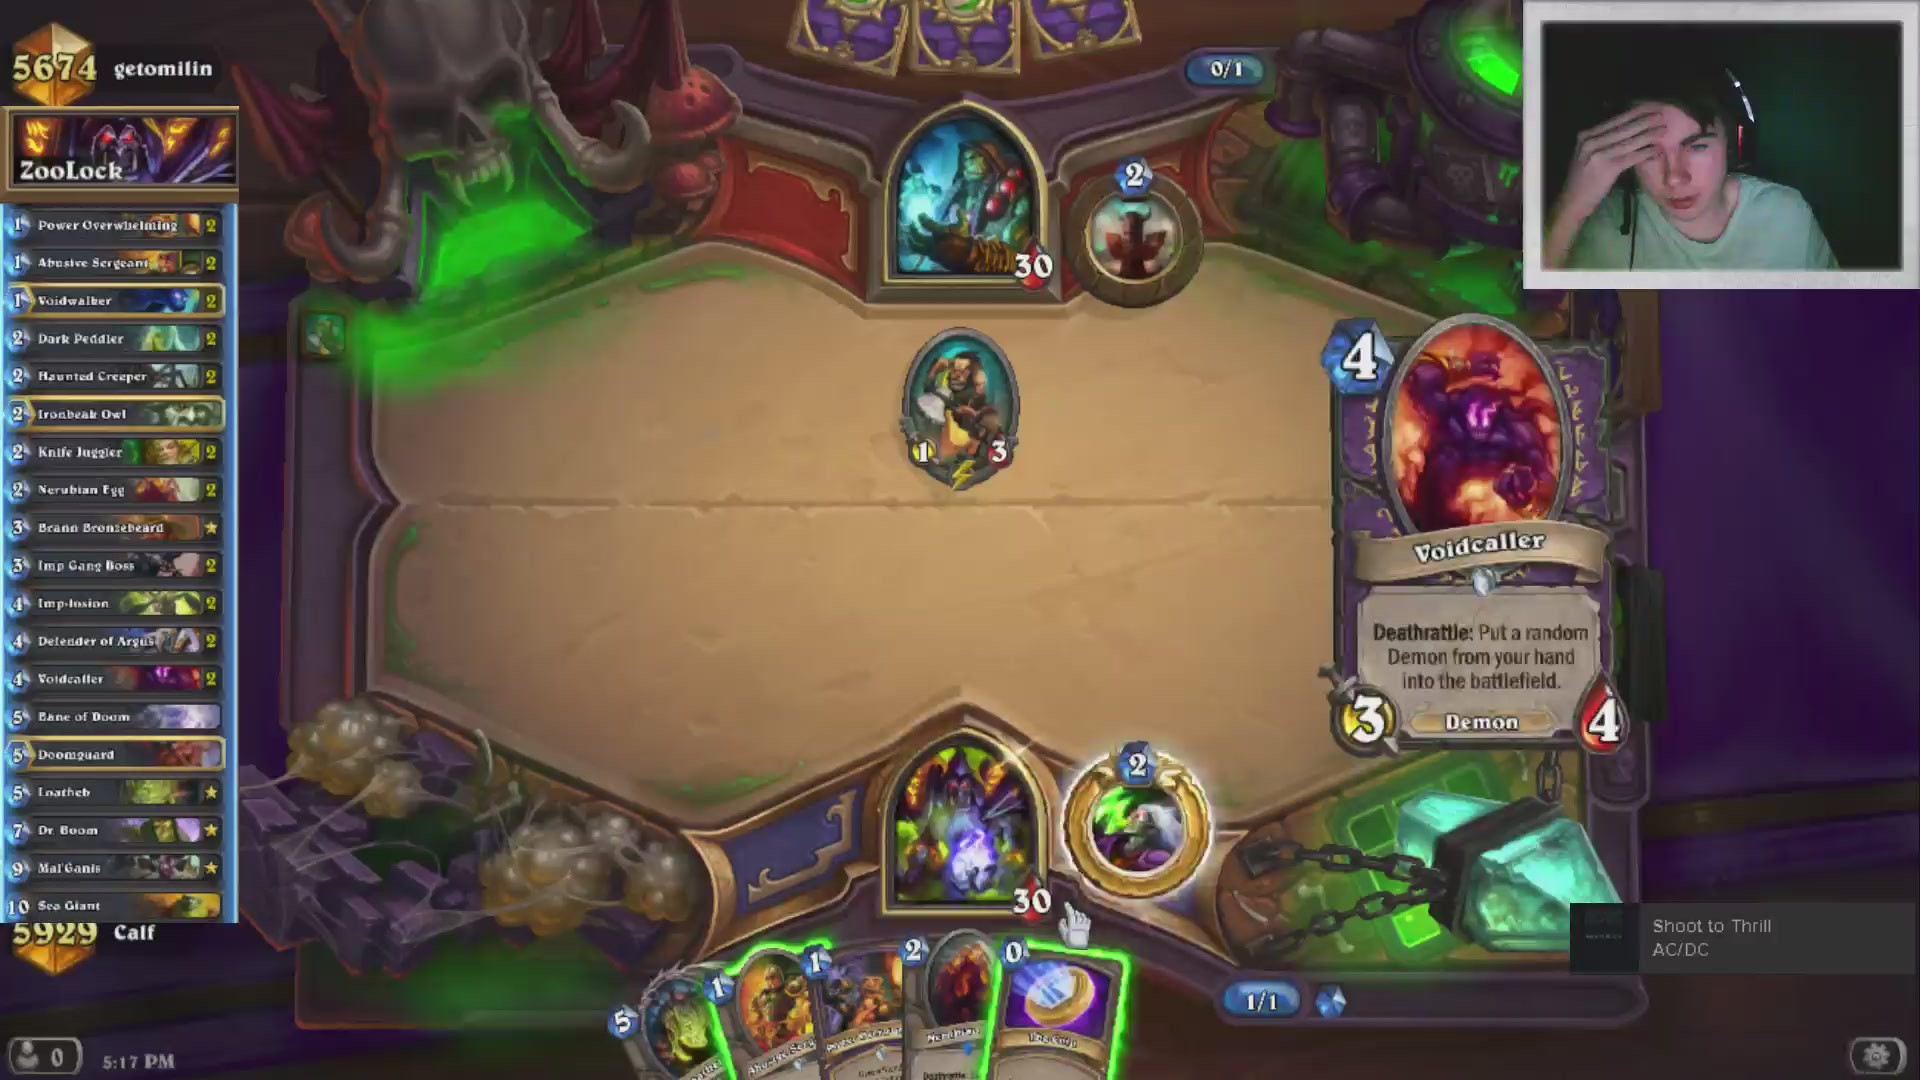 5674 getomilin
ZooLock
1 Power Overwhelming 2
1 Abusive Sergeant 2
1 Voidwalker 2
2 Dark Peddler 2
2 Haunted Creeper 2
2 Ironbeak Owl
2 Knife Juggler 2
2 Nerubian Egg 2
3 Brann Bronzebeard
3 Imp Gang Boss 2
4 Imp-losion 2
4 Defender of Argus 2
4 Voidcaller 2
5 Bane of Doom
5 Doomguard
5 Loatheb
7 Dr. Boom
9 Mal'Ganis
10 Sea Giant
5929 Calf
0 5:17 PM
0/1
2
30
1 3
4
Voidcaller
Deathrattle: Put a random
Demon from your hand
into the battlefield.
3 Demon 4
2
30
5 1 1 2 0
The Coin
1/1
Shoot to Thrill
AC/DC